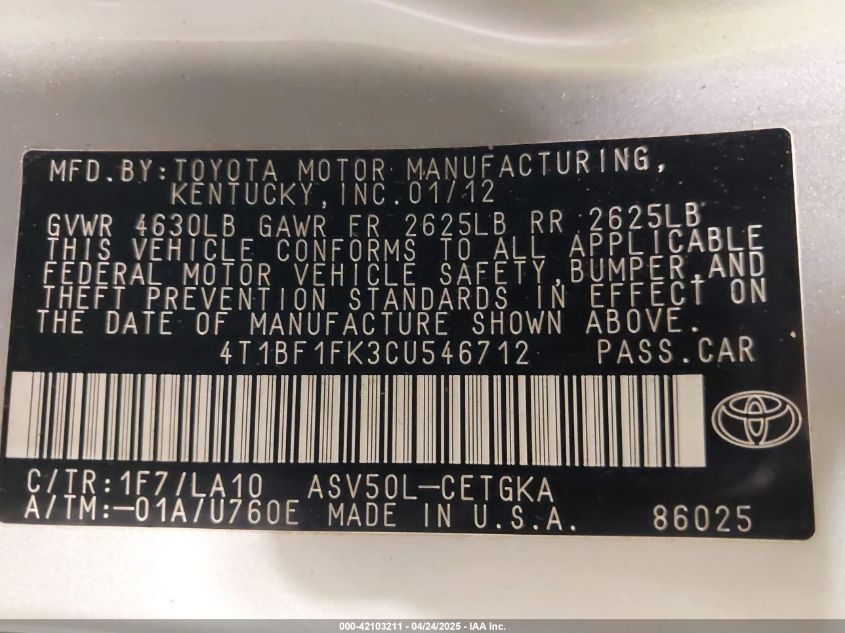 MFD.BY:TOYOTA MOTOR MANUFACTURING,
KENTUCKY,INC.01/12
GVWR 4630LB GAWR FR 2625LB RR 2625LB
THIS VEHICLE CONFORMS TO ALL APPLICABLE
FEDERAL MOTOR VEHICLE SAFETY,BUMPER,AND
THEFT PREVENTION STANDARDS IN EFFECT ON
THE DATE OF MANUFACTURE SHOWN ABOVE.
4T1BF1FK3CU546712 PASS.CAR
C/TR:1F7/LA10 ASV50L-CETGKA
A/TM:-01A/U760E MADE IN U.S.A. 86025
000-42103211 - 04/24/2025 - IAA Inc.